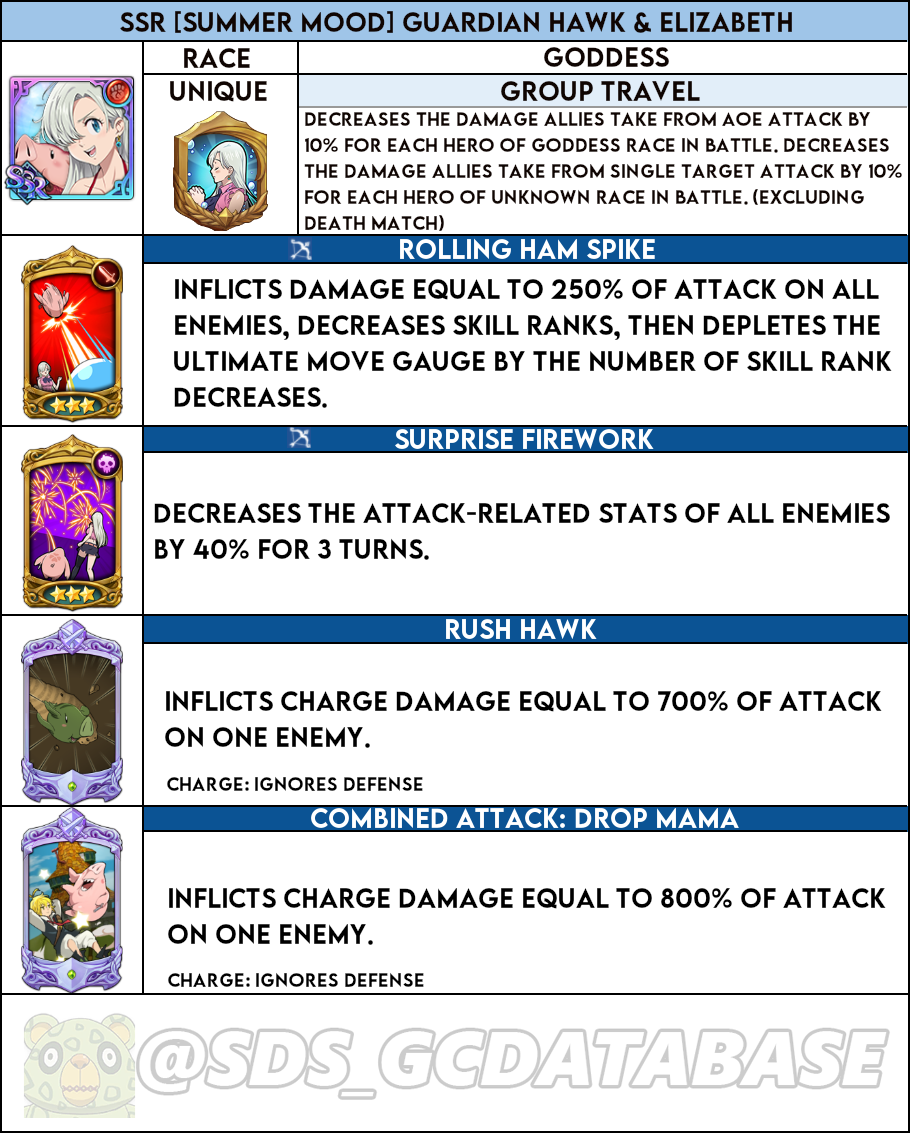 SSR [SUMMER MOOD] GUARDIAN HAWK & ELIZABETH
RACE
GODDESS
SSR
UNIQUE
GROUP TRAVEL
DECREASES THE DAMAGE ALLIES TAKE FROM AOE ATTACK BY
10% FOR EACH HERO OF GODDESS RACE IN BATTLE. DECREASES
THE DAMAGE ALLIES TAKE FROM SINGLE TARGET ATTACK BY 10%
FOR EACH HERO OF UNKNOWN RACE IN BATTLE. (EXCLUDING
DEATH MATCH)
ROLLING HAM SPIKE
INFLICTS DAMAGE EQUAL TO 250% OF ATTACK ON ALL
ENEMIES, DECREASES SKILL RANKS, THEN DEPLETES THE
ULTIMATE MOVE GAUGE BY THE NUMBER OF SKILL RANK
DECREASES.
SURPRISE FIREWORK
DECREASES THE ATTACK-RELATED STATS OF ALL ENEMIES
BY 40% FOR 3 TURNS.
RUSH HAWK
INFLICTS CHARGE DAMAGE EQUAL TO 700% OF ATTACK
ON ONE ENEMY.
CHARGE: IGNORES DEFENSE
COMBINED ATTACK: DROP MAMA
INFLICTS CHARGE DAMAGE EQUAL TO 800% OF ATTACK
ON ONE ENEMY.
CHARGE: IGNORES DEFENSE
@SDS_GCDATABASE